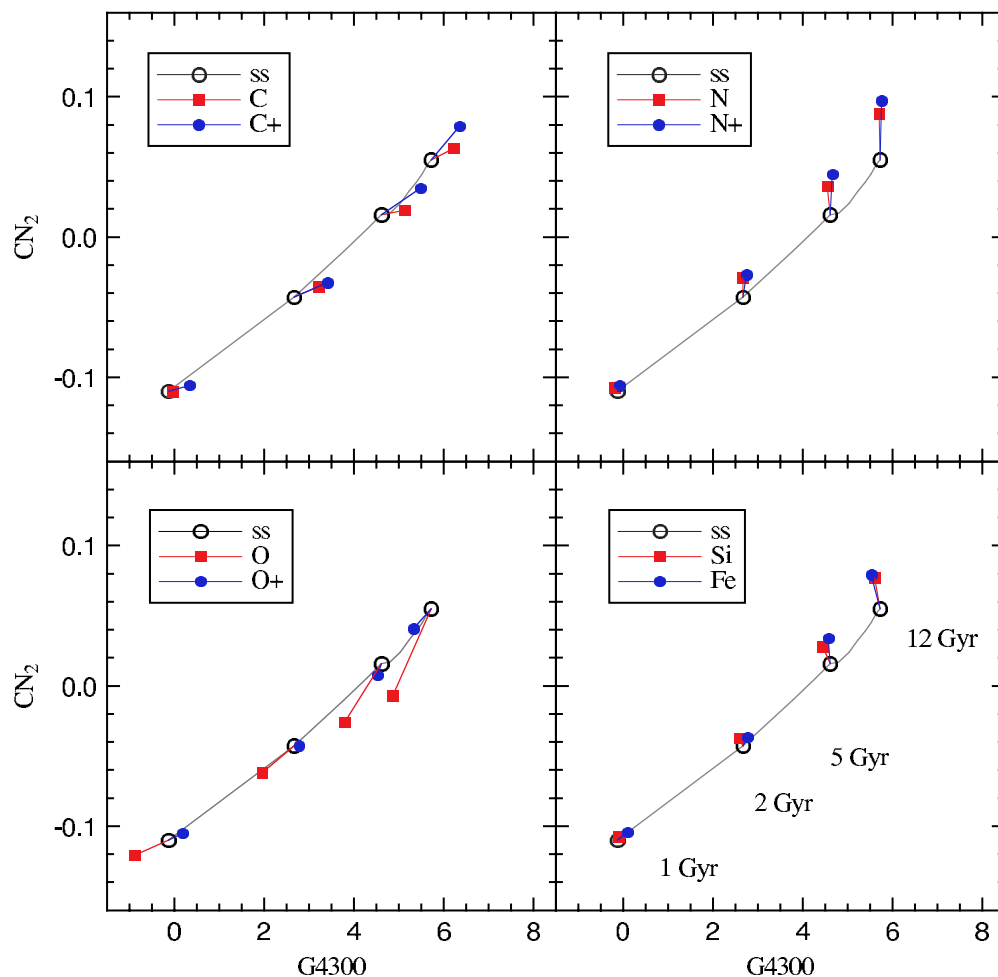 ss
C
C+
ss
N
N+
0.1
0.0
-0.1
CN2
ss
O
O+
ss
Si
Fe
0.1
0.0
-0.1
CN2
12 Gyr
5 Gyr
2 Gyr
1 Gyr
0 2 4 6 8
0 2 4 6 8
G4300
G4300